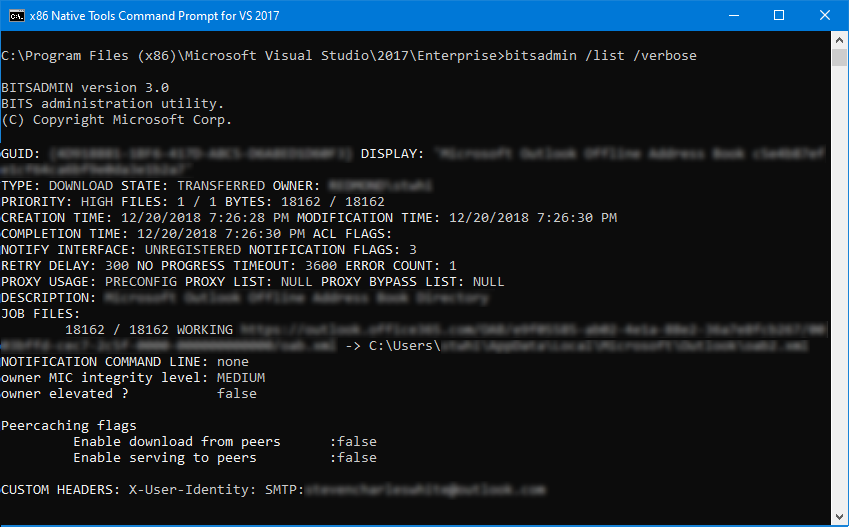 x86 Native Tools Command Prompt for VS 2017
C:\Program Files (x86)\Microsoft Visual Studio\2017\Enterprise>bitsadmin /list /verbose
BITSADMIN version 3.0
BITS administration utility.
(C) Copyright Microsoft Corp.
GUID: DISPLAY:
TYPE: DOWNLOAD STATE: TRANSFERRED OWNER:
PRIORITY: HIGH FILES: 1 / 1 BYTES: 18162 / 18162
CREATION TIME: 12/20/2018 7:26:28 PM MODIFICATION TIME: 12/20/2018 7:26:30 PM
COMPLETION TIME: 12/20/2018 7:26:30 PM ACL FLAGS:
NOTIFY INTERFACE: UNREGISTERED NOTIFICATION FLAGS: 3
RETRY DELAY: 300 NO PROGRESS TIMEOUT: 3600 ERROR COUNT: 1
PROXY USAGE: PRECONFIG PROXY LIST: NULL PROXY BYPASS LIST: NULL
DESCRIPTION:
JOB FILES:
18162 / 18162 WORKING
-> C:\Users\
NOTIFICATION COMMAND LINE: none
owner MIC integrity level: MEDIUM
owner elevated ? false
Peercaching flags
Enable download from peers :false
Enable serving to peers :false
CUSTOM HEADERS: X-User-Identity: SMTP: